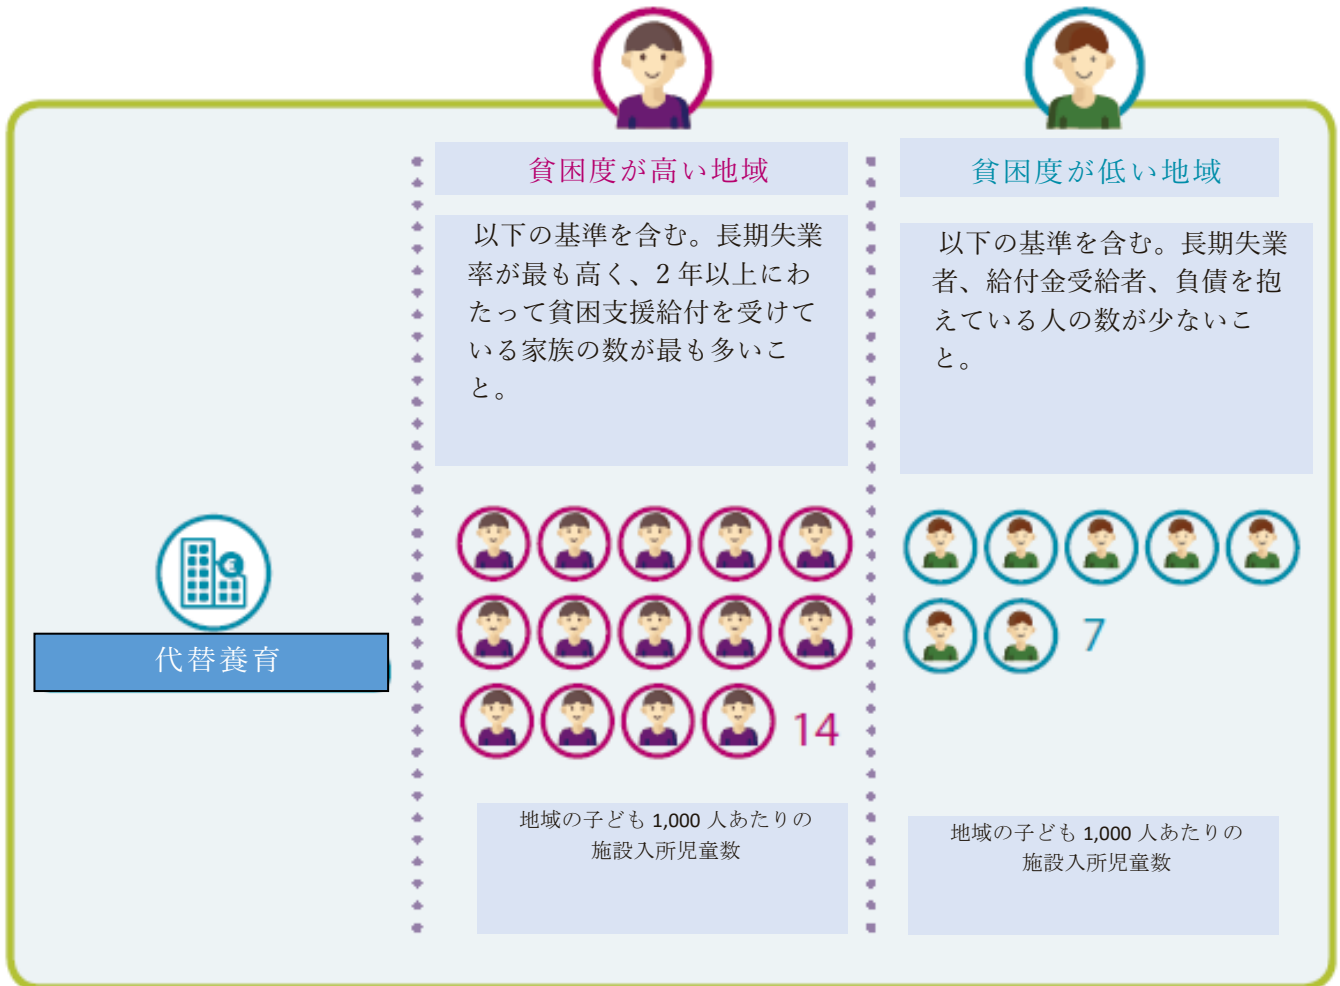 貧困度が高い地域
貧困度が低い地域
以下の基準を含む。長期失業
率が最も高く、2 年以上にわ
たって貧困支援給付を受けて
いる家族の数が最も多いこ
と。
以下の基準を含む。長期失業
者、給付金受給者、負債を抱
えている人の数が少ないこ
と。
代替養育
14
7
地域の子ども 1,000 人あたりの
施設入所児童数
地域の子ども 1,000 人あたりの
施設入所児童数